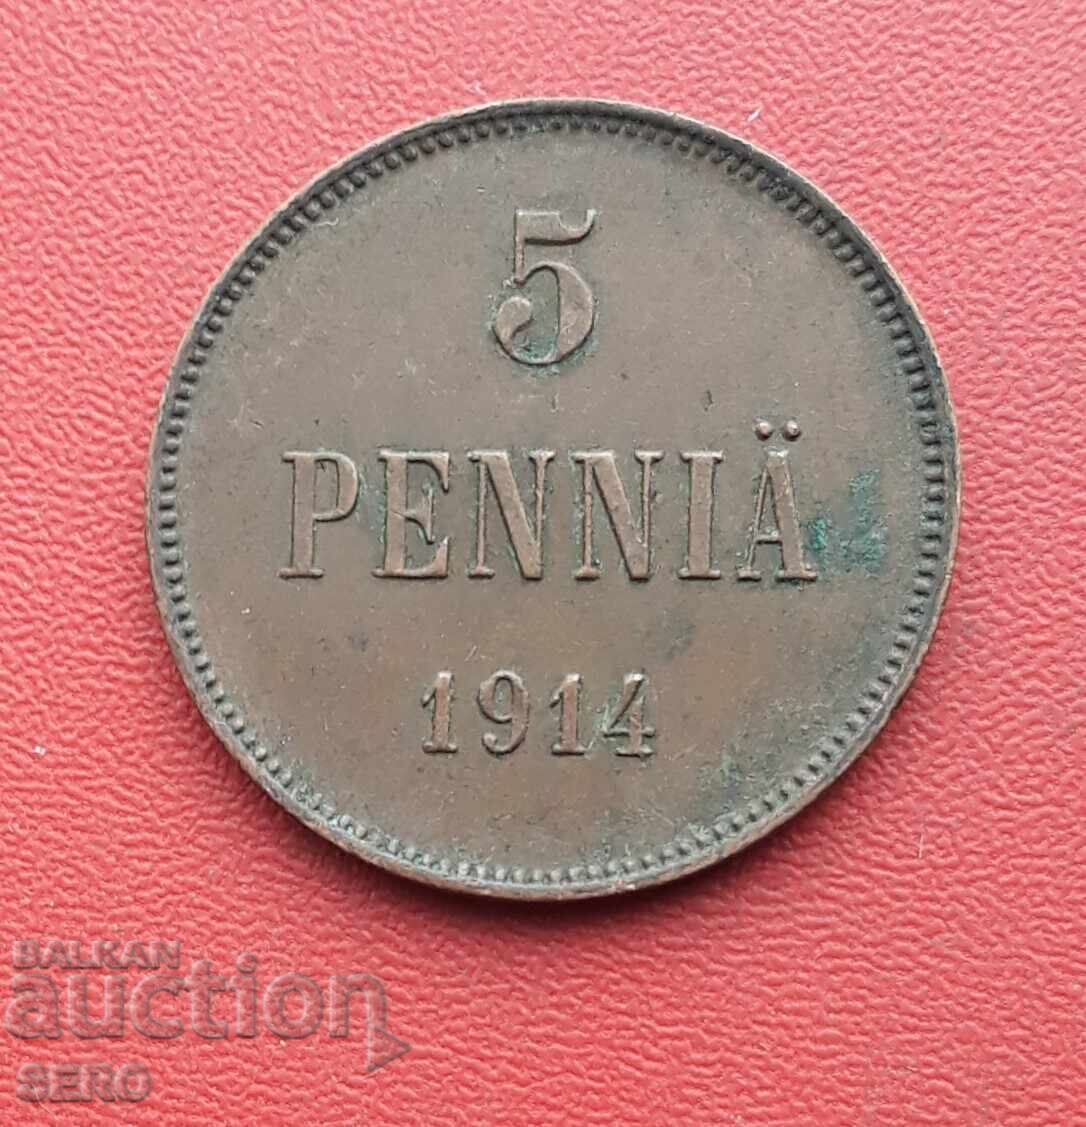 5
PENNIÄ
1914
BALKAN
auction
SERO